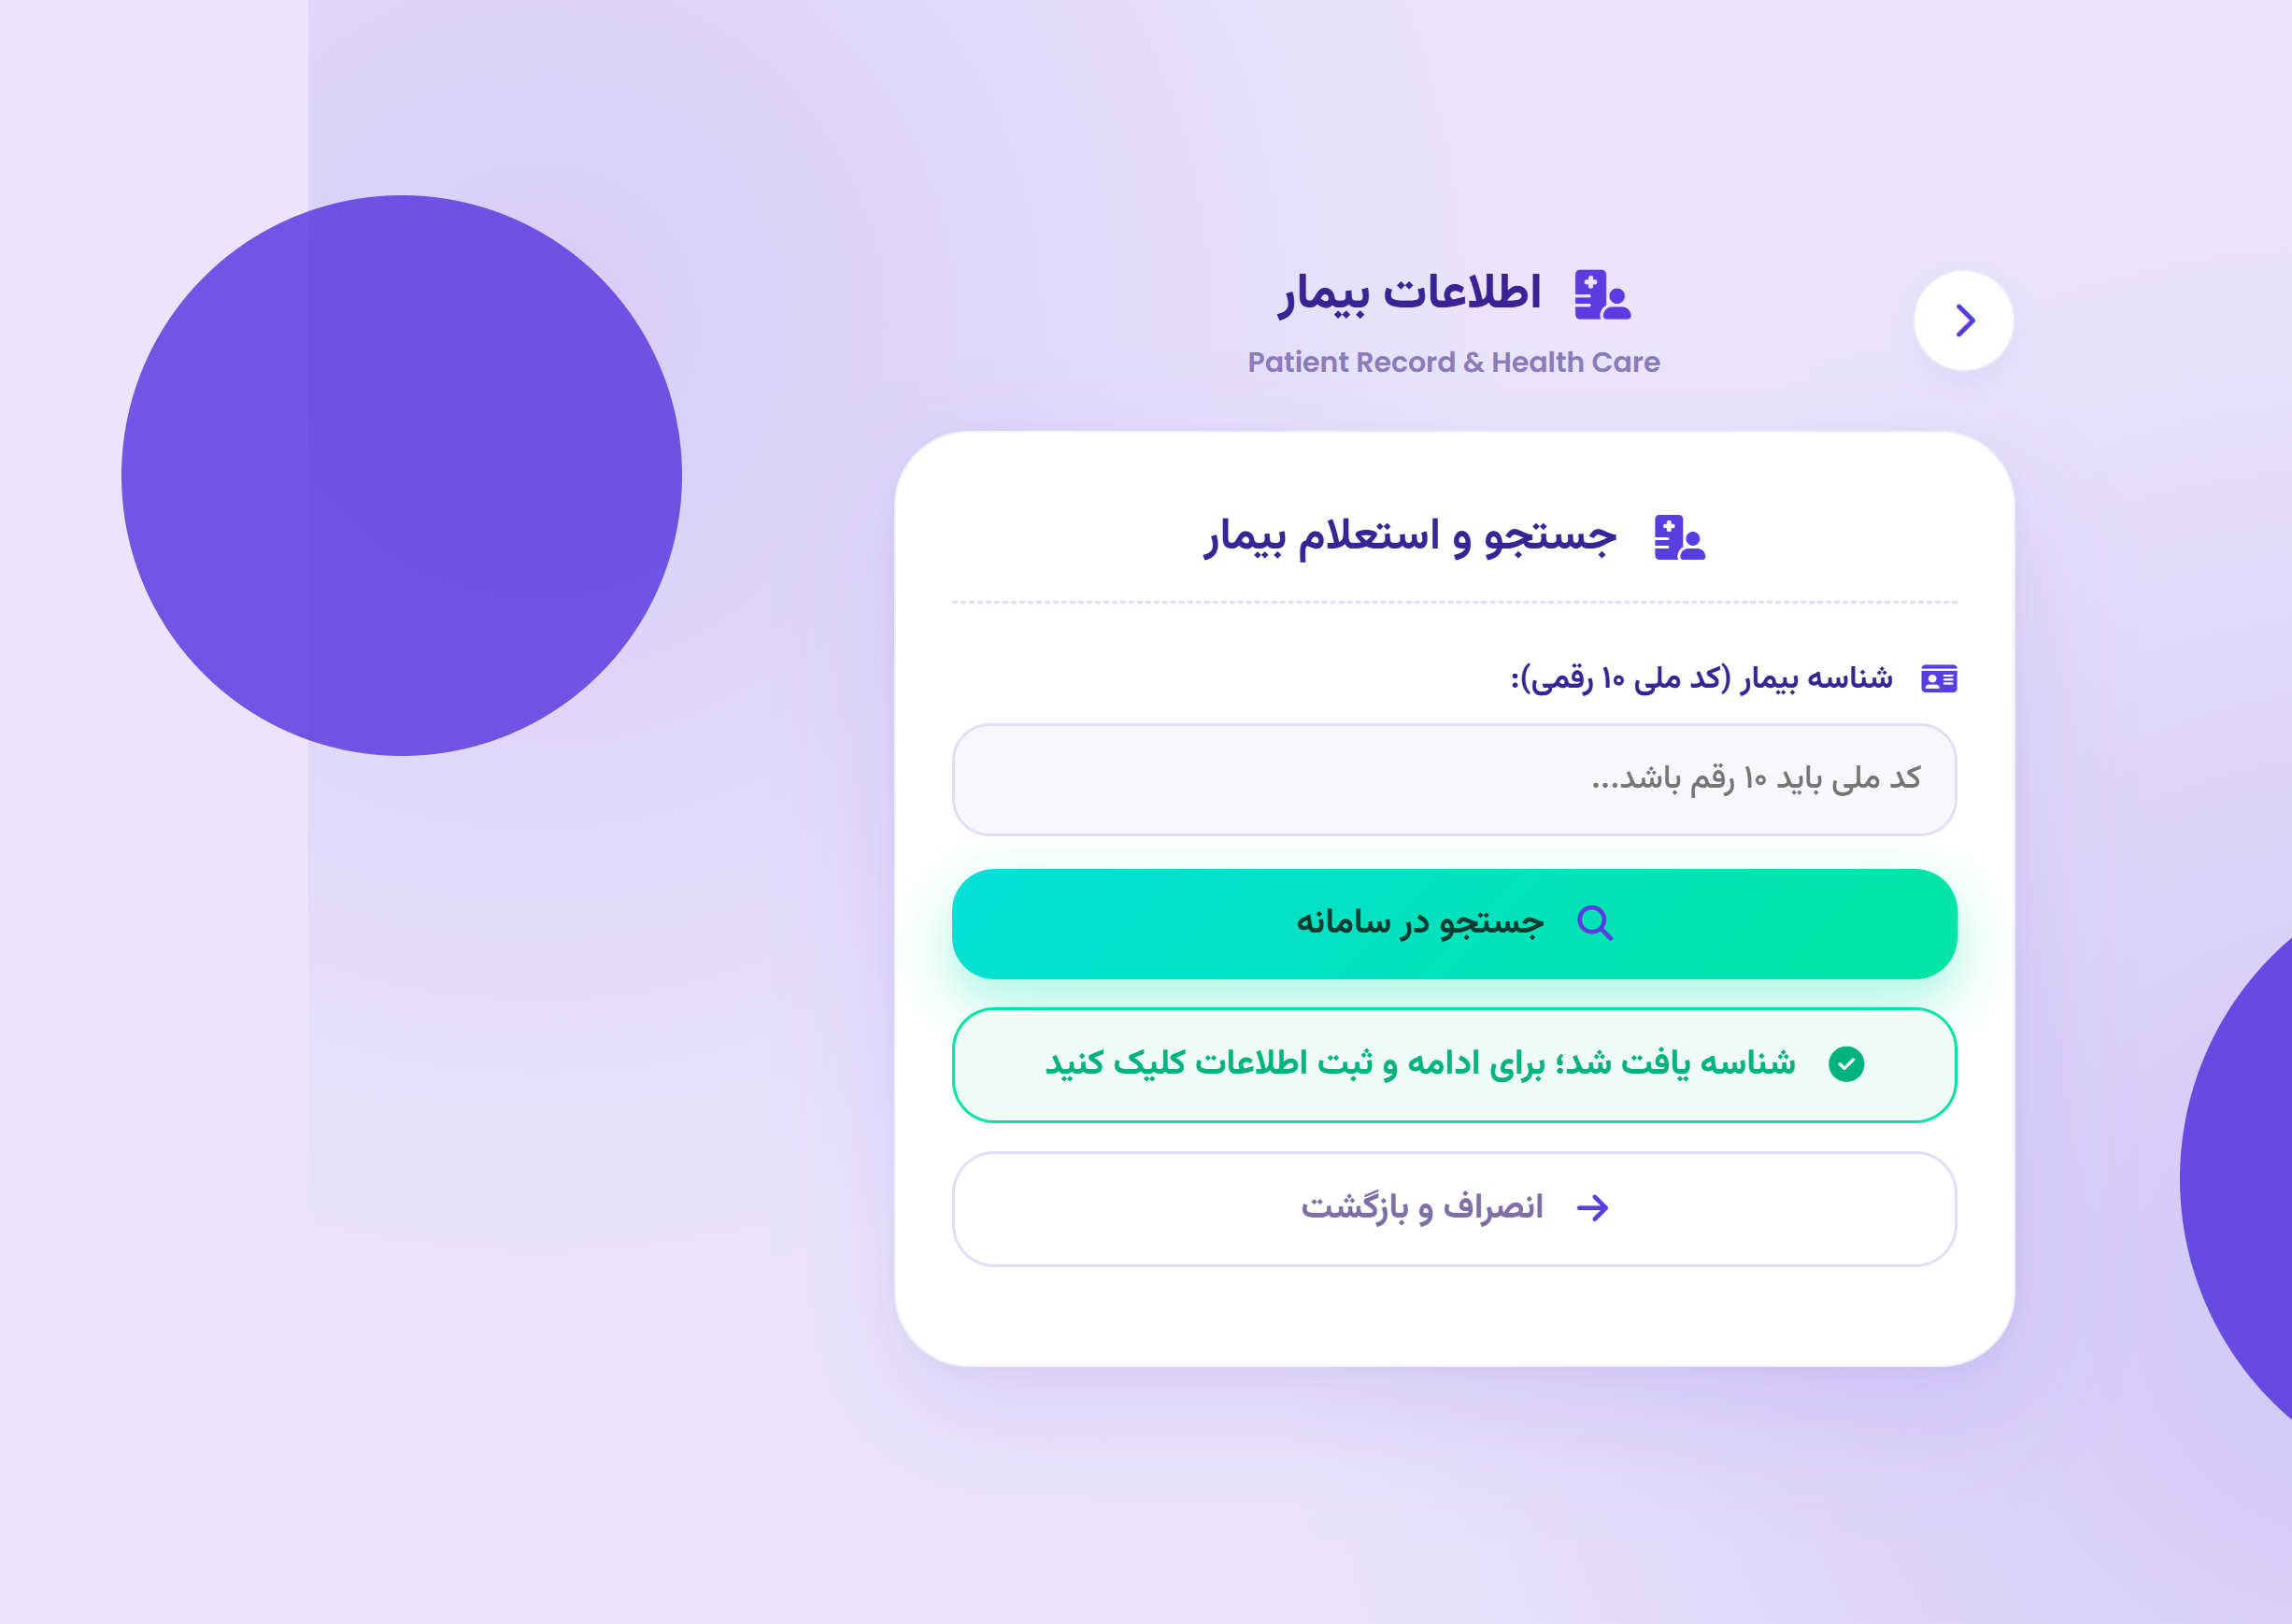 اطلاعات بیمار
Patient Record & Health Care
جستجو و استعلام بیمار
شناسه بیمار (کد ملی ۱۰ رقمی):
کد ملی باید ۱۰ رقم باشد...
جستجو در سامانه
شناسه یافت شد؛ برای ادامه و ثبت اطلاعات کلیک کنید
انصراف و بازگشت